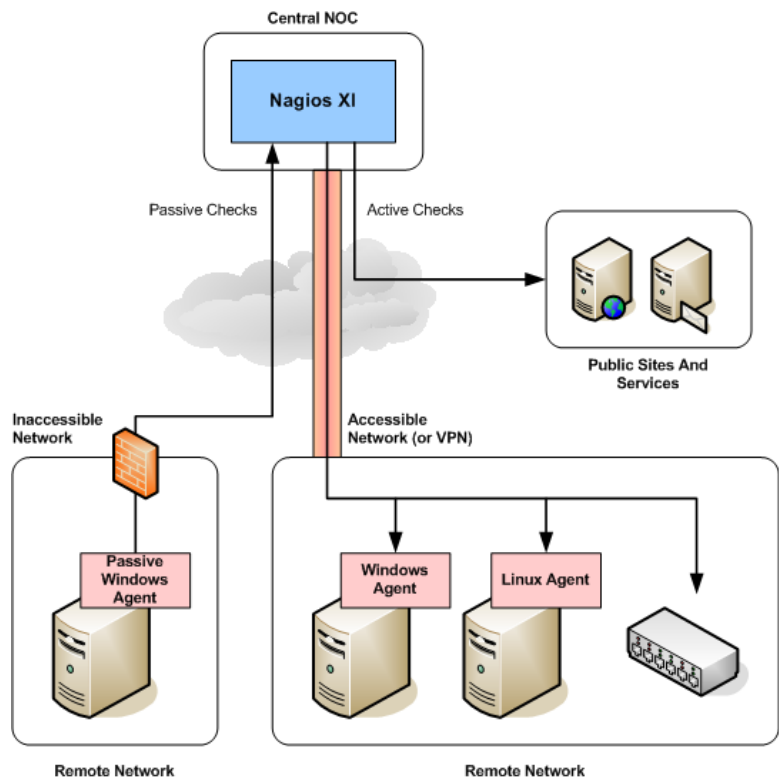 Central NOC
Nagios XI
Passive Checks
Active Checks
Public Sites And
Services
Inaccessible
Network
Accessible
Network (or VPN)
Passive
Windows
Agent
Windows
Agent
Linux Agent
Remote Network
Remote Network